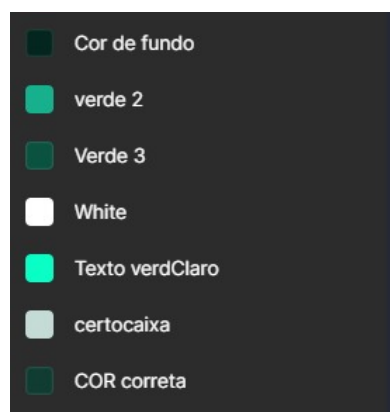 Cor de fundo
verde 2
Verde 3
White
Texto verdClaro
certocaixa
COR correta